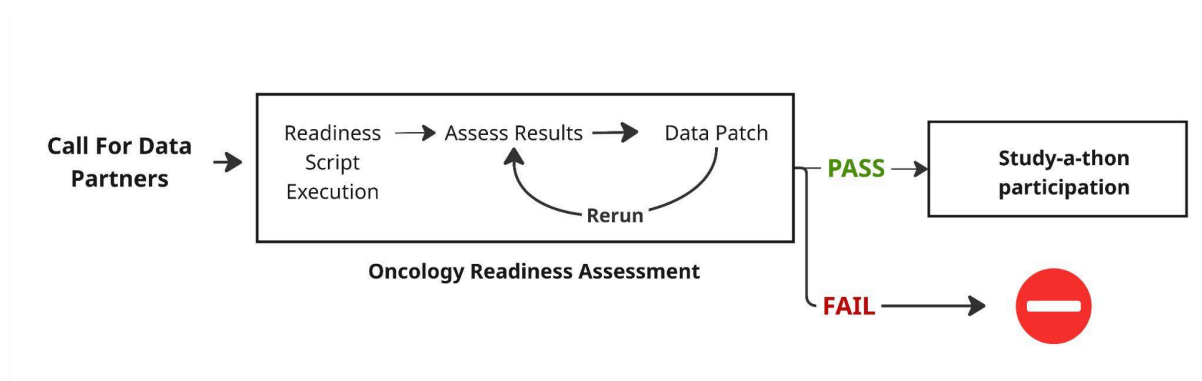 Call For Data
Partners
Readiness
Script
Execution
Assess Results
Data Patch
Rerun
Oncology Readiness Assessment
PASS
FAIL
Study-a-thon
participation